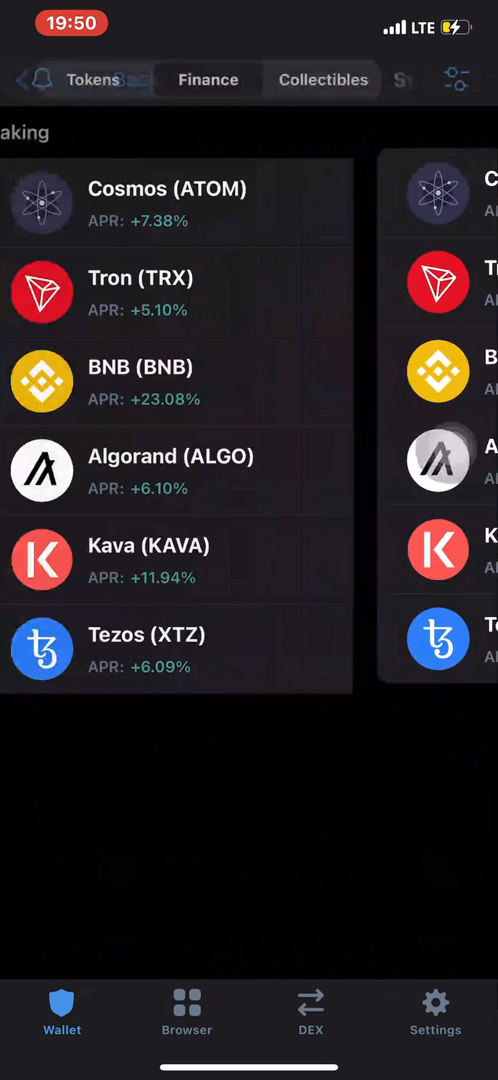 19:50
LTE
Tokens
Back
Finance
Collectibles
aking
Cosmos (ATOM)
APR: +7.38%
Tron (TRX)
APR: +5.10%
BNB (BNB)
APR: +23.08%
Algorand (ALGO)
APR: +6.10%
Kava (KAVA)
APR: +11.94%
Tezos (XTZ)
APR: +6.09%
Wallet
Browser
DEX
Settings